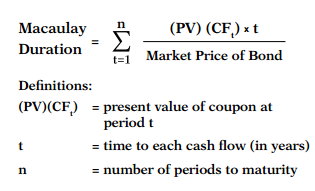 Macaulay Duration = n Σ t=1 (PV) (CFt) x t
Market Price of Bond
Definitions:
(PV)(CFt) = present value of coupon at
period t
t = time to each cash flow (in years)
n = number of periods to maturity